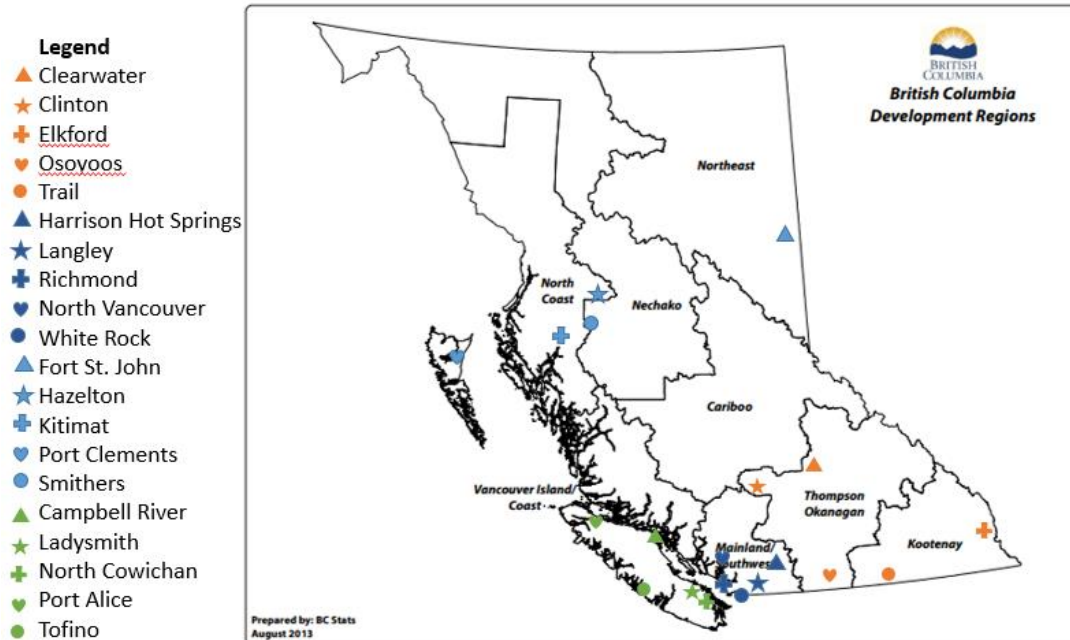 Legend
Clearwater
Clinton
Elkford
Osoyoos
Trail
Harrison Hot Springs
Langley
Richmond
North Vancouver
White Rock
Fort St. John
Hazelton
Kitimat
Port Clements
Smithers
Campbell River
Ladysmith
North Cowichan
Port Alice
Tofino
BRITISH
COLUMBIA
British Columbia
Development Regions
Northeast
North
Coast
Nechako
Cariboo
Vancouver Island/
Coast
Thompson
Okanagan
Mainland/
Southwest
Kootenay
Prepared by: BC Stats
August 2013